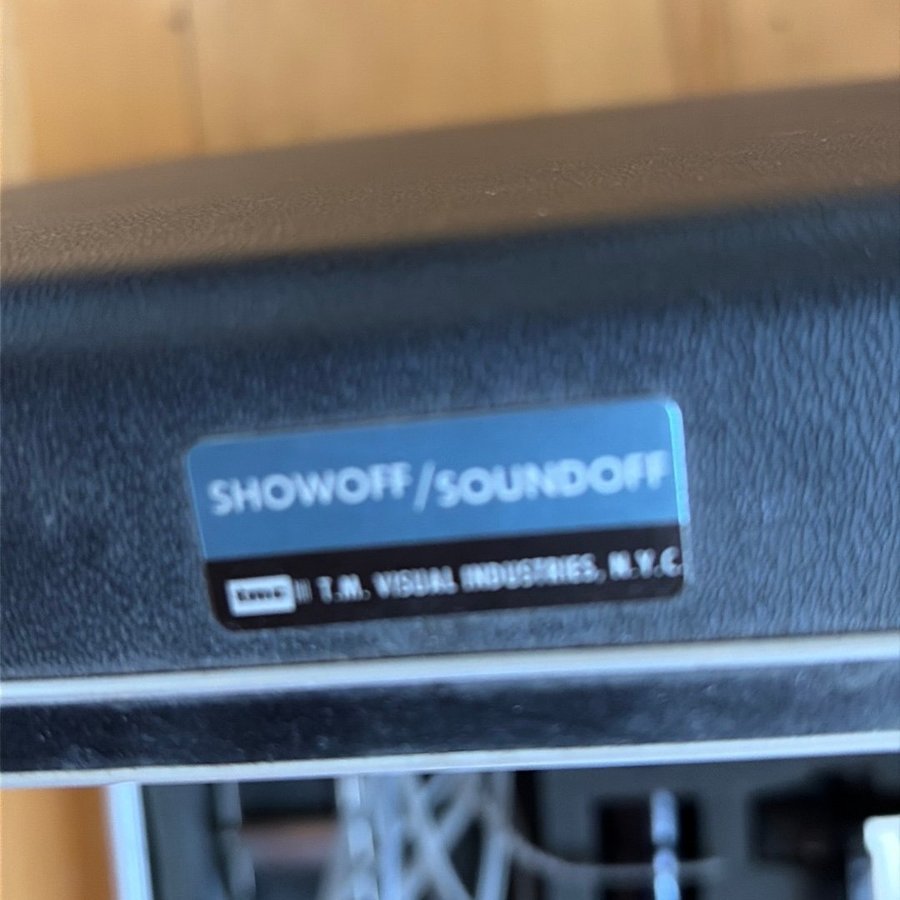 SHOWOFF/SOUNDOFF
T.M. VISUAL INDUSTRIES, N.Y.C.